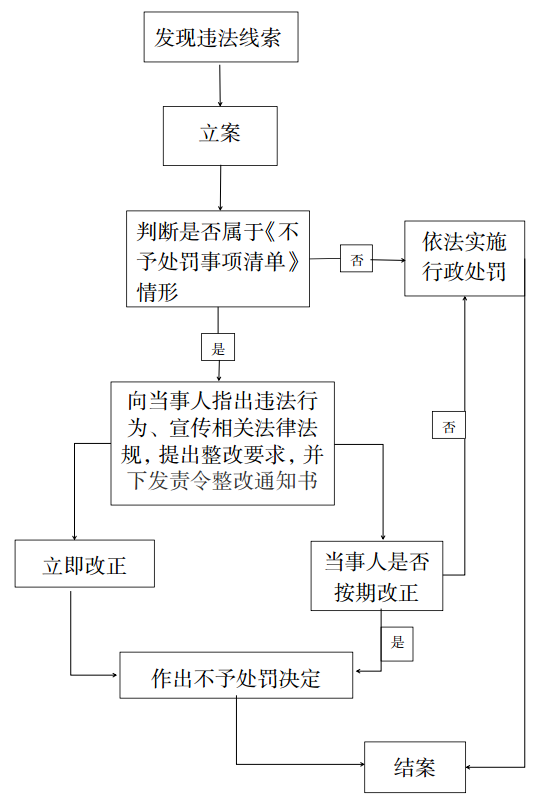 发现违法线索
立案
判断是否属于《不
予处罚事项清单》
情形
否
依法实施
行政处罚
是
向当事人指出违法行
为、宣传相关法律法
规，提出整改要求，并
下发责令整改通知书
否
立即改正
当事人是否
按期改正
是
作出不予处罚决定
结案